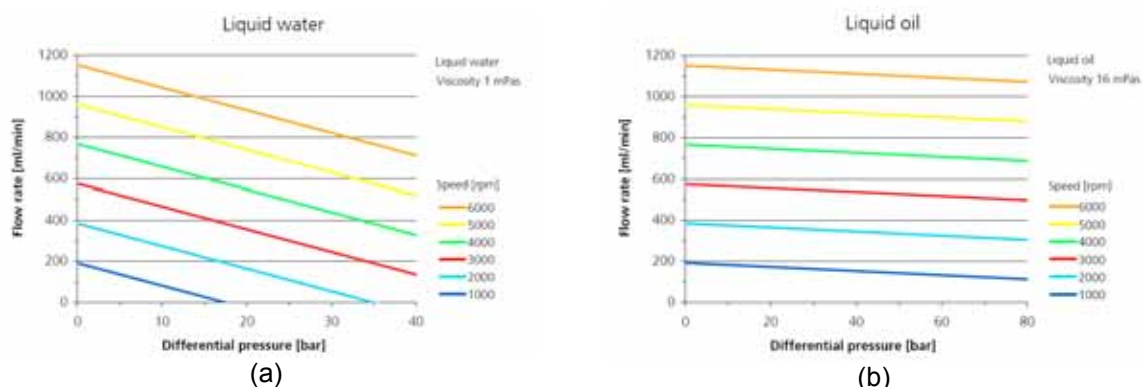 Liquid water
1200
1000
800
600
400
200
0
Flow rate [ml/min]
0 10 20 30 40
Differential pressure [bar]
Liquid water
Viscosity 1 mPas
Speed [rpm]
6000
5000
4000
3000
2000
1000
(a)
Liquid oil
1200
1000
800
600
400
200
0
Flow rate [ml/min]
0 20 40 60 80
Differential pressure [bar]
Liquid oil
Viscosity 16 mPas
Speed [rpm]
6000
5000
4000
3000
2000
1000
(b)